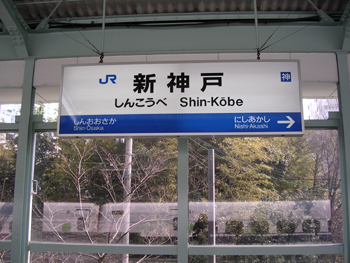 JR 新神戸 神
しんこうべ Shin-Kōbe
しんおおさか にしあかし
Shin-Osaka Nishi-Akashi →